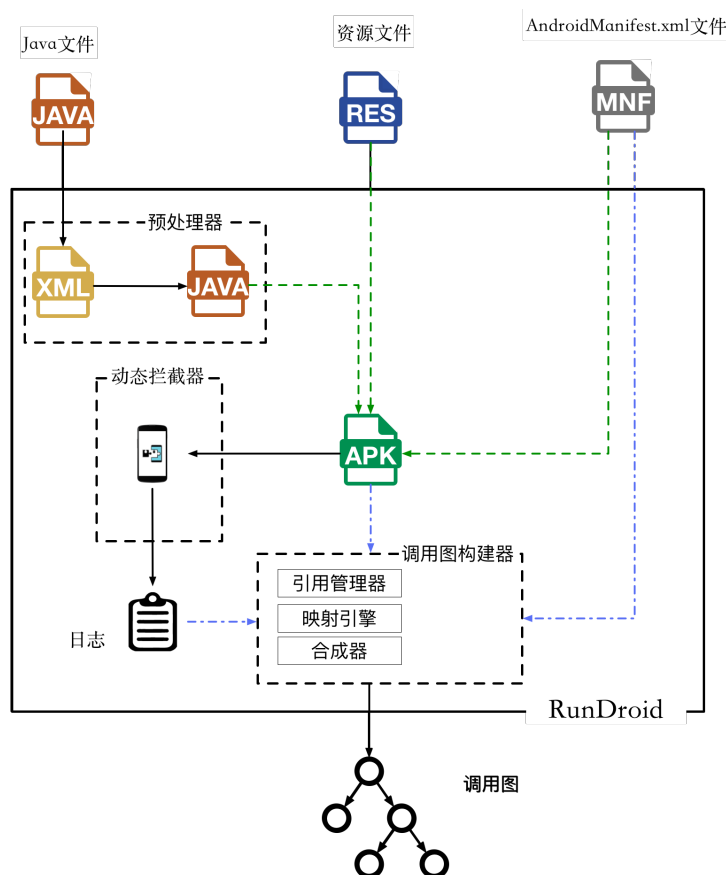 Java文件
资源文件
AndroidManifest.xml文件
JAVA
RES
MNF
预处理器
XML
JAVA
动态拦截器
APK
调用图构建器
引用管理器
映射引擎
合成器
日志
RunDroid
调用图